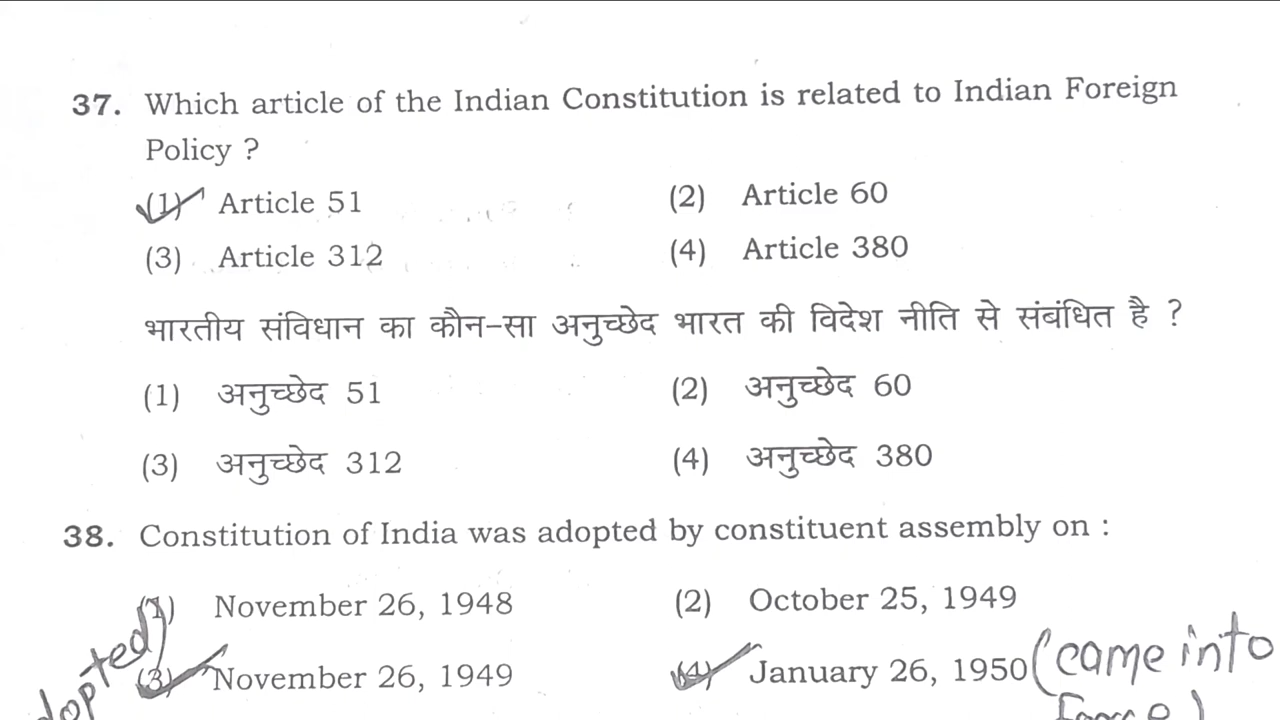 37. Which article of the Indian Constitution is related to Indian Foreign
Policy ?
(1) Article 51 (2) Article 60
(3) Article 312 (4) Article 380
भारतीय संविधान का कौन-सा अनुच्छेद भारत की विदेश नीति से संबंधित है ?
(1) अनुच्छेद 51 (2) अनुच्छेद 60
(3) अनुच्छेद 312 (4) अनुच्छेद 380
38. Constitution of India was adopted by constituent assembly on :
(1) November 26, 1948 (2) October 25, 1949
(3) November 26, 1949 (4) January 26, 1950 (came into